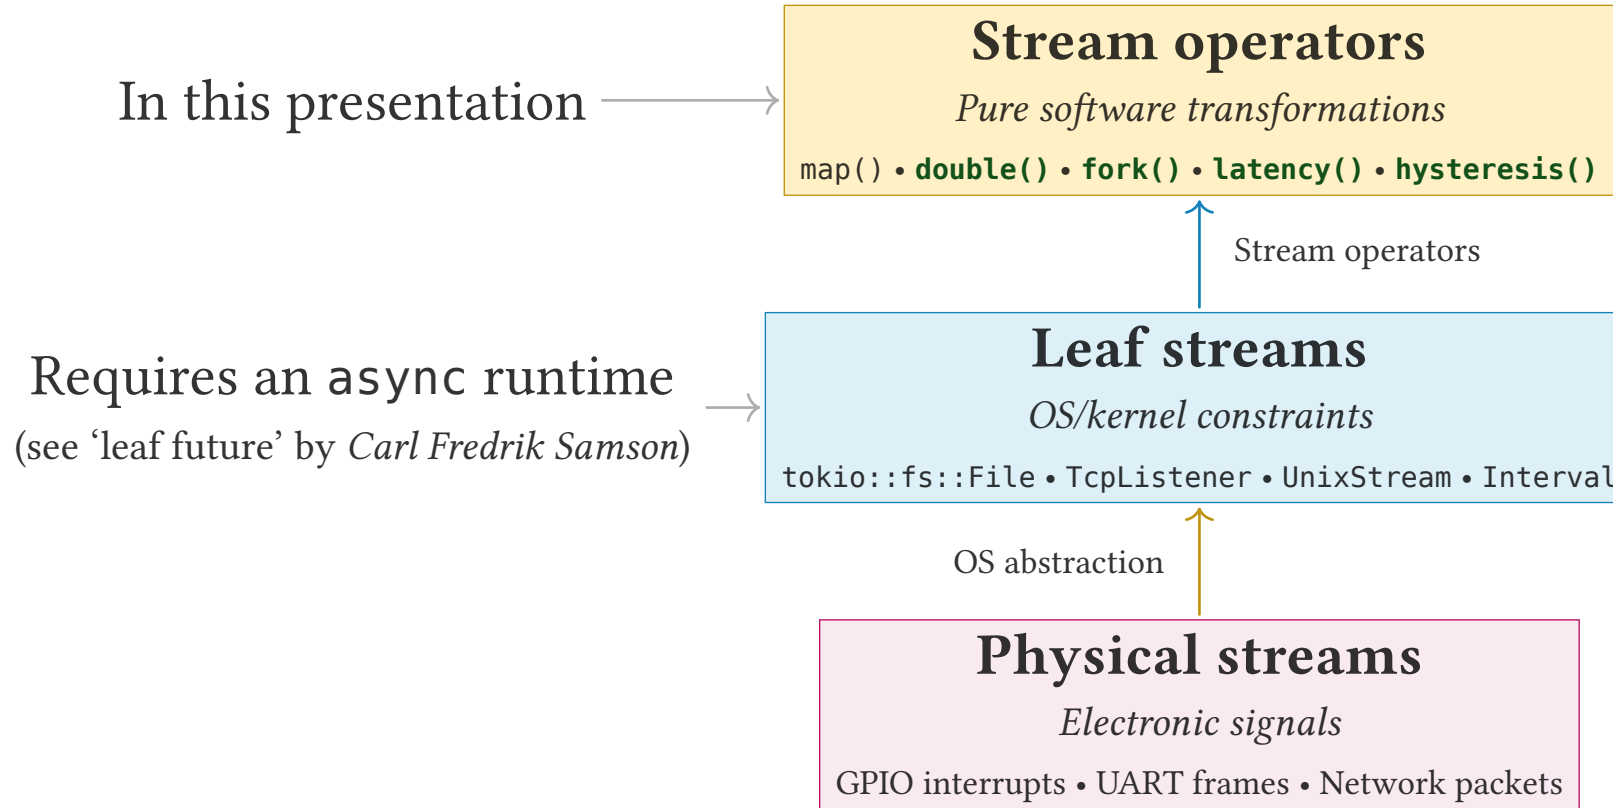 Stream operators
Pure software transformations
map() • double() • fork() • latency() • hysteresis()
In this presentation
Stream operators
Leaf streams
OS/kernel constraints
tokio::fs::File • TcpListener • UnixStream • Interval
Requires an async runtime
(see ‘leaf future’ by Carl Fredrik Samson)
OS abstraction
Physical streams
Electronic signals
GPIO interrupts • UART frames • Network packets